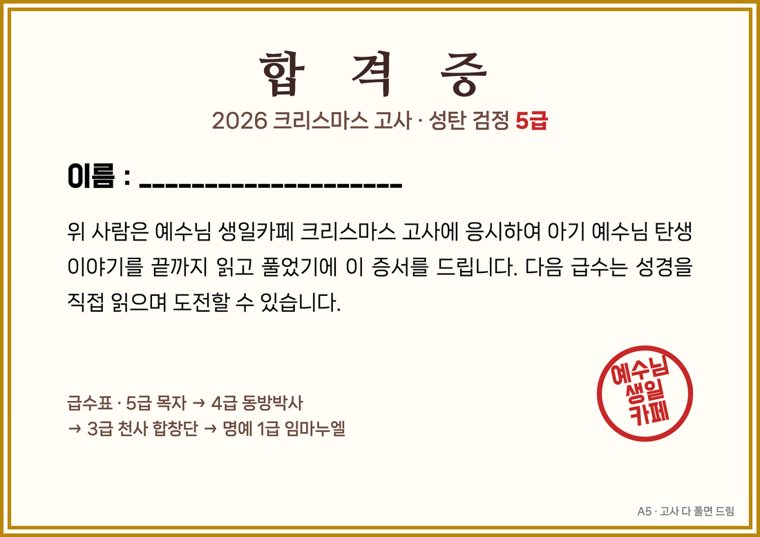 합 격 증
2026 크리스마스 고사 · 성탄 검정 5급
이름 : ____________________
위 사람은 예수님 생일카페 크리스마스 고사에 응시하여 아기 예수님 탄생
이야기를 끝까지 읽고 풀었기에 이 증서를 드립니다. 다음 급수는 성경을
직접 읽으며 도전할 수 있습니다.
급수표 · 5급 목자 → 4급 동방박사
→ 3급 천사 합창단 → 명예 1급 임마누엘
예수님
생일
카페
A5 · 고사 다 풀면 드림